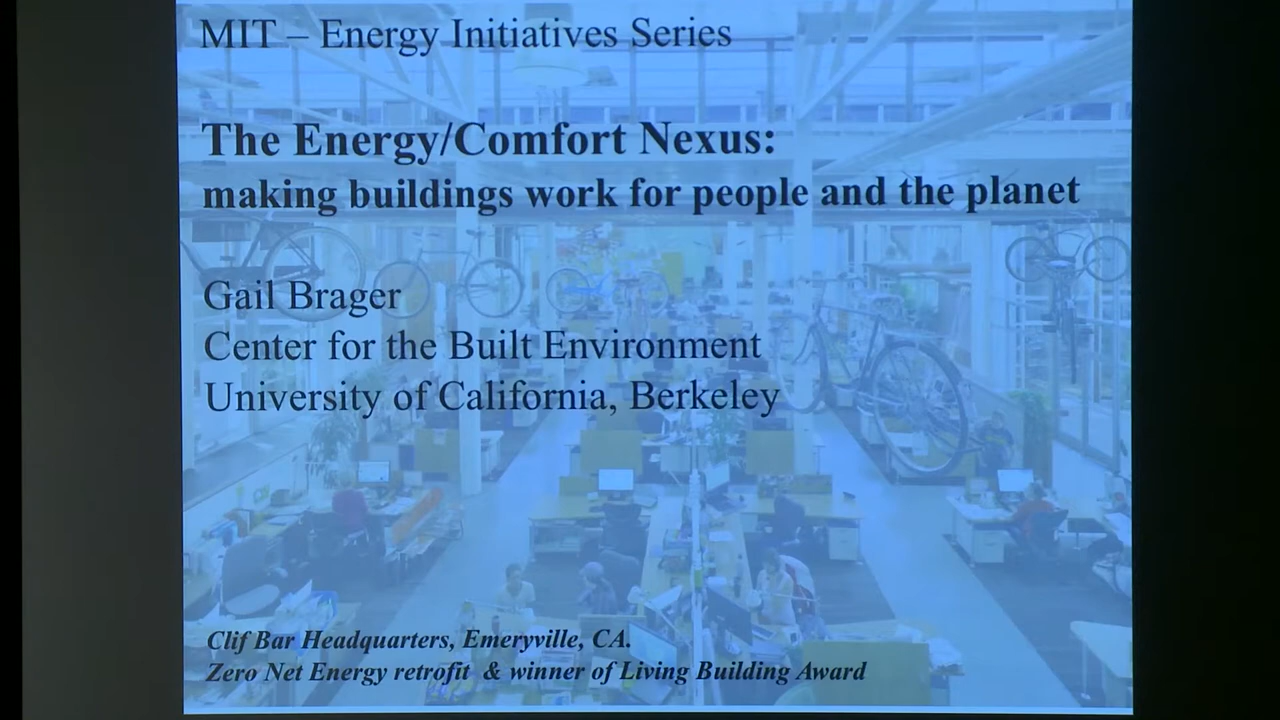 MIT – Energy Initiatives Series
The Energy/Comfort Nexus:
making buildings work for people and the planet
Gail Brager
Center for the Built Environment
University of California, Berkeley
Clif Bar Headquarters, Emeryville, CA.
Zero Net Energy retrofit & winner of Living Building Award